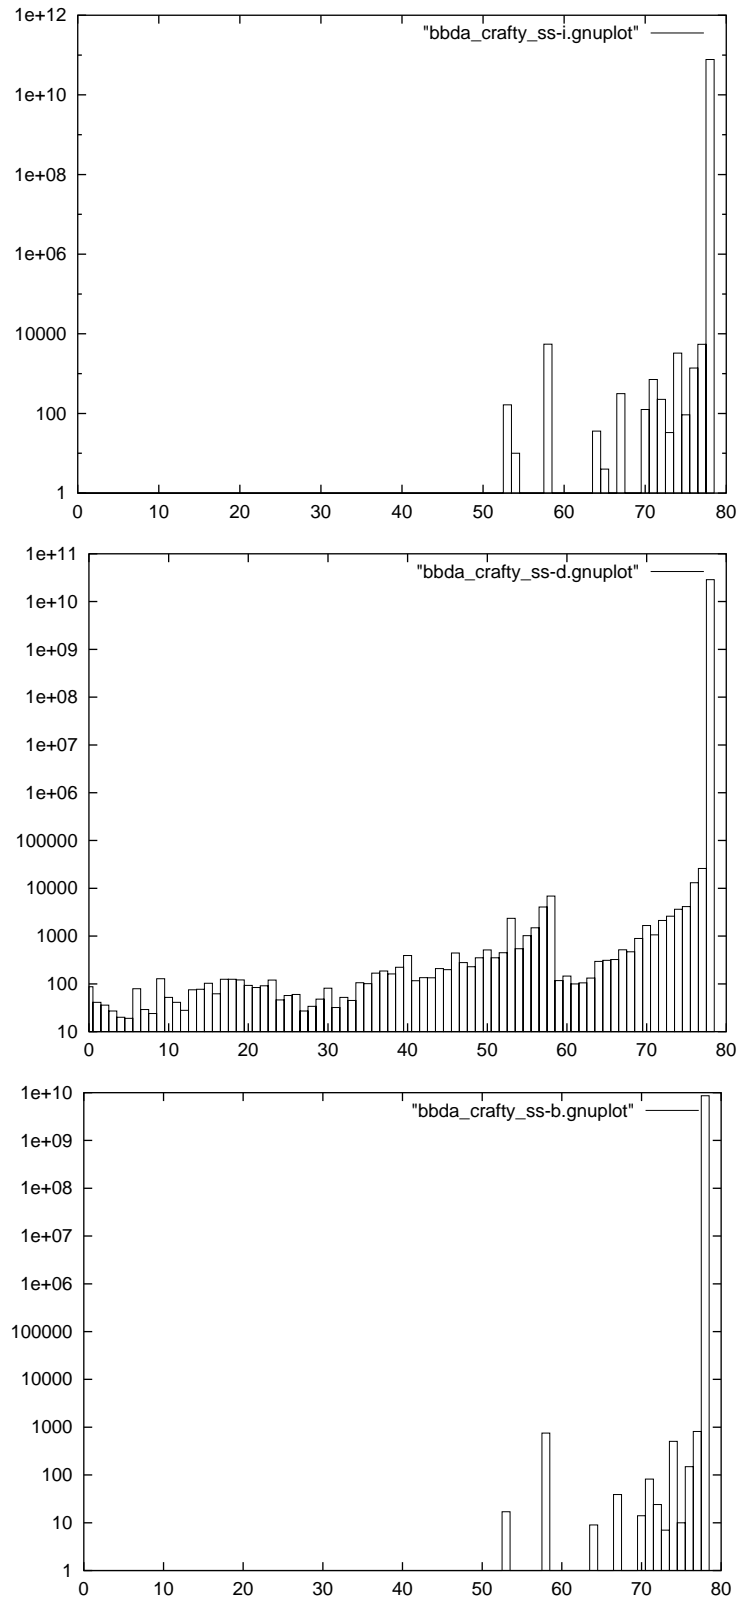 1e+12
"bbda_crafty_ss-i.gnuplot"
1e+10
1e+08
1e+06
10000
100
1
0 10 20 30 40 50 60 70 80
1e+11
"bbda_crafty_ss-d.gnuplot"
1e+10
1e+09
1e+08
1e+07
1e+06
100000
10000
1000
100
10
0 10 20 30 40 50 60 70 80
1e+10
"bbda_crafty_ss-b.gnuplot"
1e+09
1e+08
1e+07
1e+06
100000
10000
1000
100
10
1
0 10 20 30 40 50 60 70 80